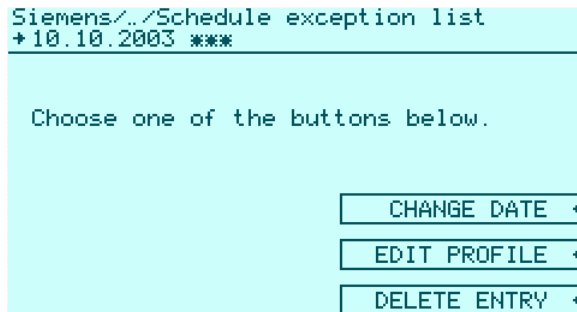 Siemens/../Schedule exception list
→10.10.2003 ***
Choose one of the buttons below.
CHANGE DATE
EDIT PROFILE
DELETE ENTRY